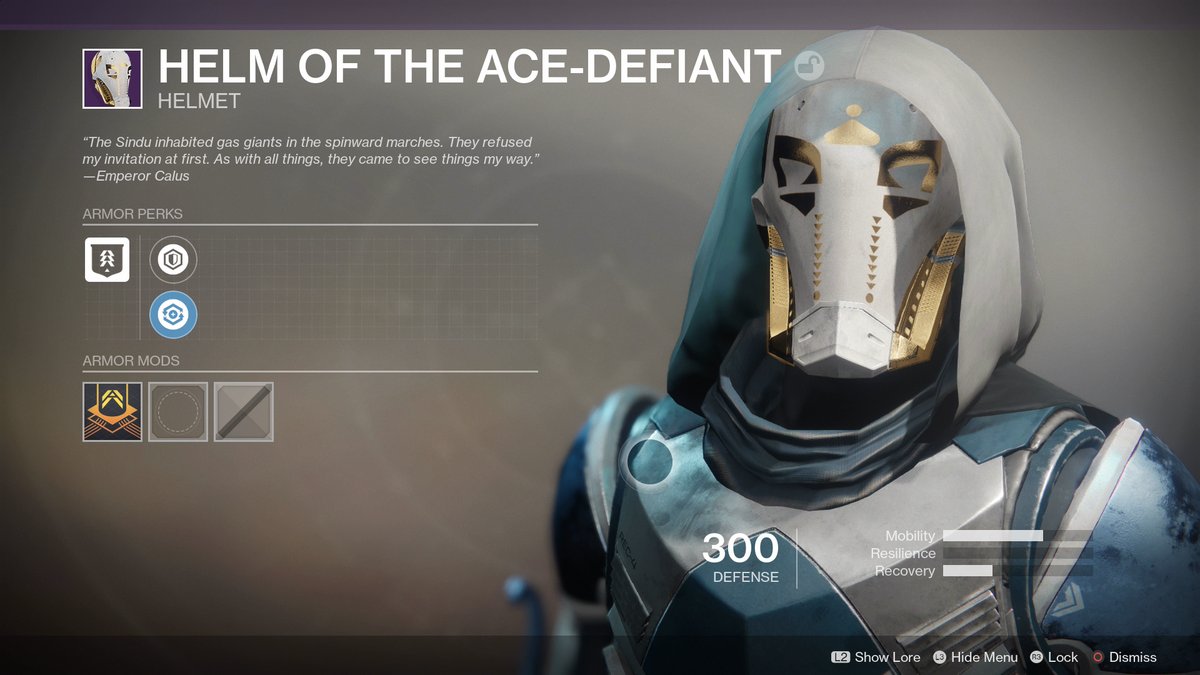 HELM OF THE ACE-DEFIANT
HELMET
“The Sindu inhabited gas giants in the spinward marches. They refused
my invitation at first. As with all things, they came to see things my way.”
—Emperor Calus
ARMOR PERKS
ARMOR MODS
300
DEFENSE
Mobility
Resilience
Recovery
L2 Show Lore L3 Hide Menu R3 Lock Dismiss